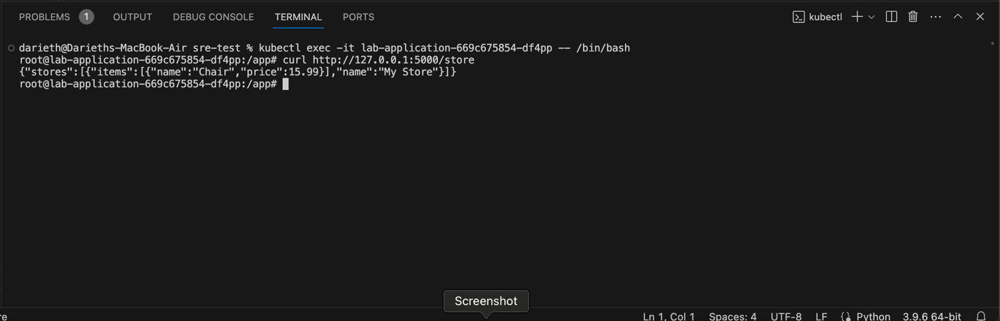 PROBLEMS 1 OUTPUT DEBUG CONSOLE TERMINAL PORTS kubectl
darieth@Darieths-MacBook-Air sre-test % kubectl exec -it lab-application-669c675854-df4pp -- /bin/bash
root@lab-application-669c675854-df4pp:/app# curl http://127.0.0.1:5000/store
{"stores":[{"items":[{"name":"Chair","price":15.99}],"name":"My Store"}]}
root@lab-application-669c675854-df4pp:/app#
Screenshot
re Ln 1, Col 1 Spaces: 4 UTF-8 LF Python 3.9.6 64-bit